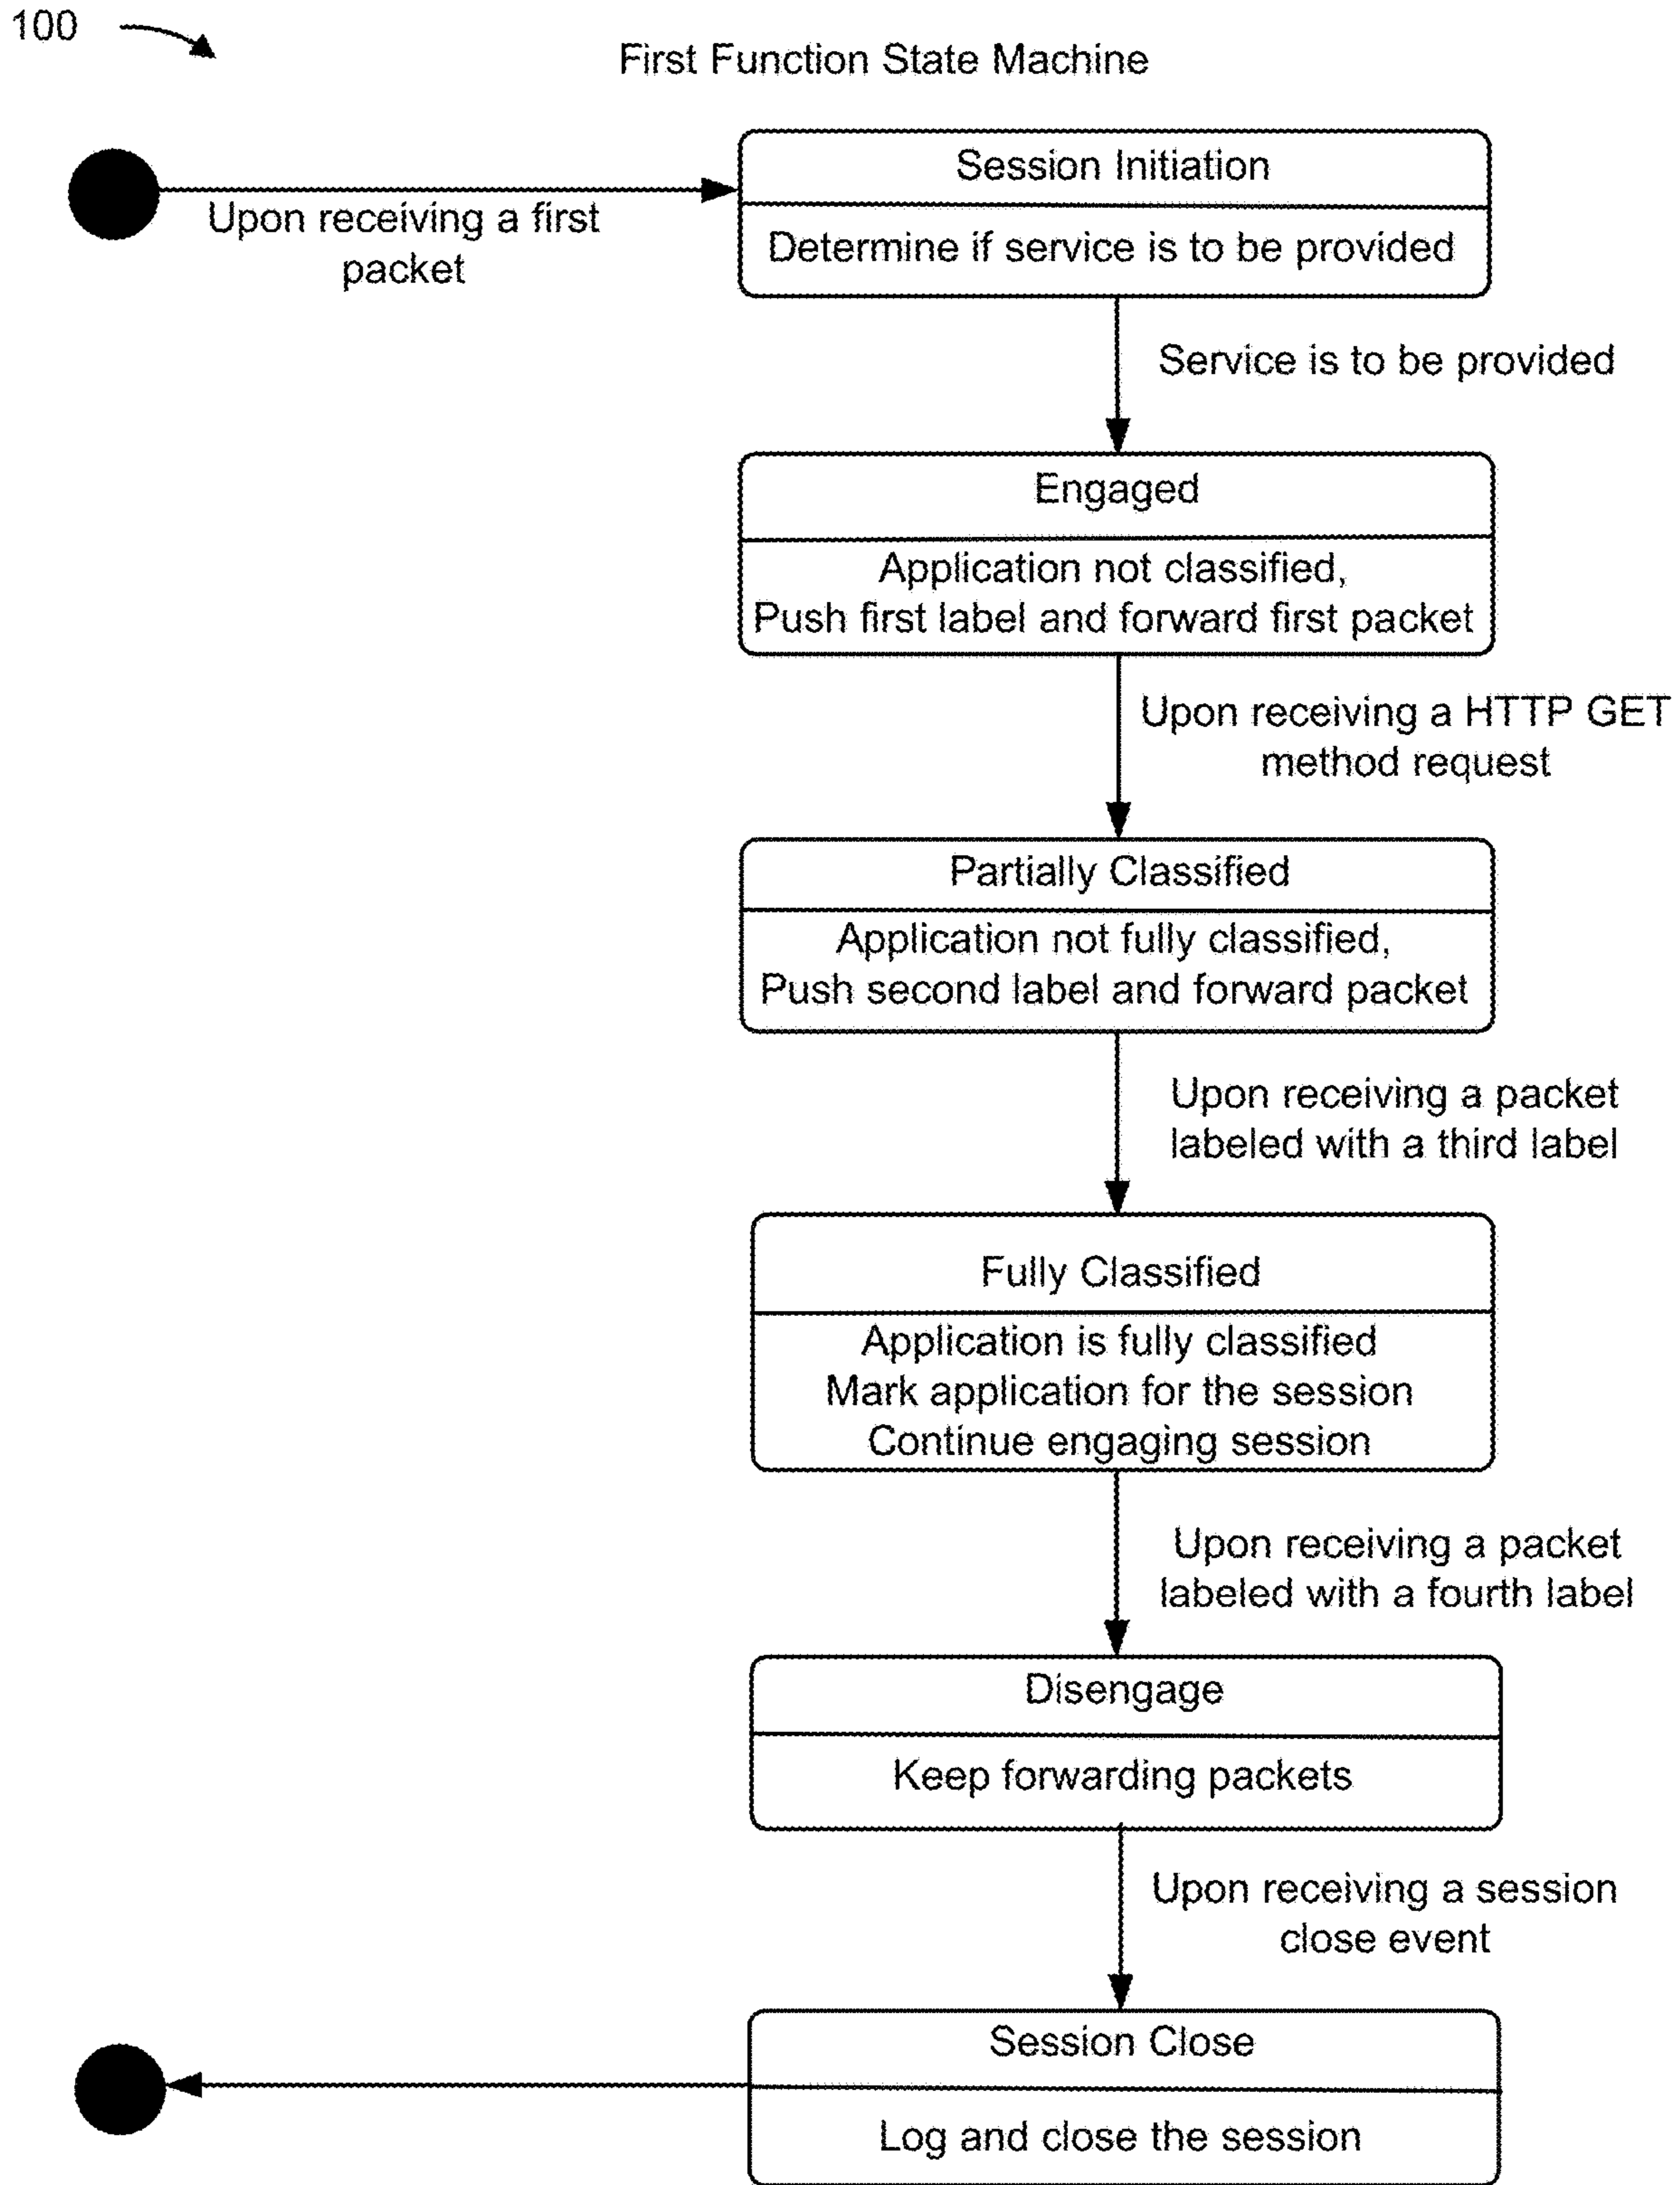 100
First Function State Machine
Session Initiation
Upon receiving a first
packet
Determine if service is to be provided
Service is to be provided
Engaged
Application not classified,
Push first label and forward first packet
Upon receiving a HTTP GET
method request
Partially Classified
Application not fully classified,
Push second label and forward packet
Upon receiving a packet
labeled with a third label
Fully Classified
Application is fully classified
Mark application for the session
Continue engaging session
Upon receiving a packet
labeled with a fourth label
Disengage
Keep forwarding packets
Upon receiving a session
close event
Session Close
Log and close the session